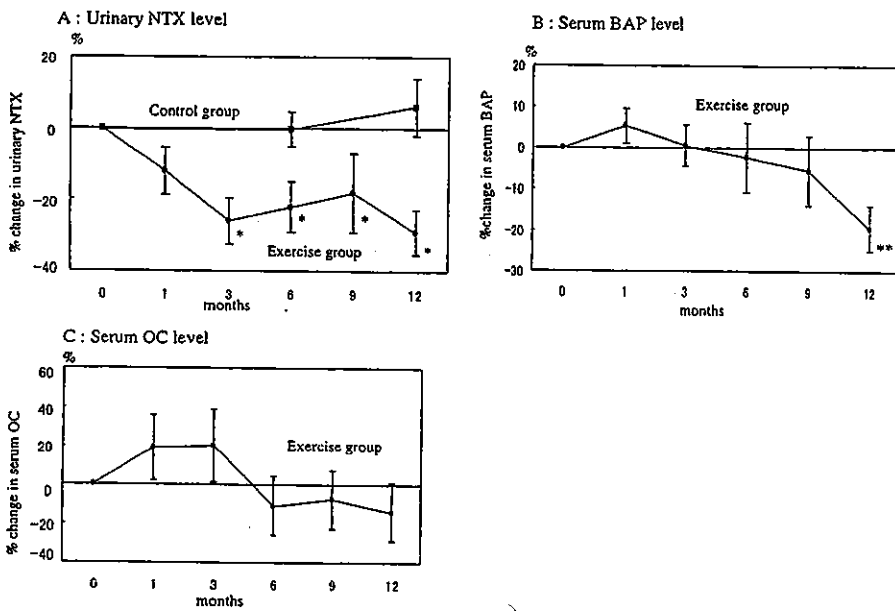 A : Urinary NTX level
%
20
0
-20
-40
% change in urinary NTX
Control group
*
*
*
*
Exercise group
0 1 3 6 9 12
months
B : Serum BAP level
%
20
10
0
-10
-20
-30
%change in serum BAP
Exercise group
**
0 1 3 6 9 12
months
C : Serum OC level
%
60
40
20
0
-20
-40
% change in serum OC
Exercise group
0 1 3 6 9 12
months